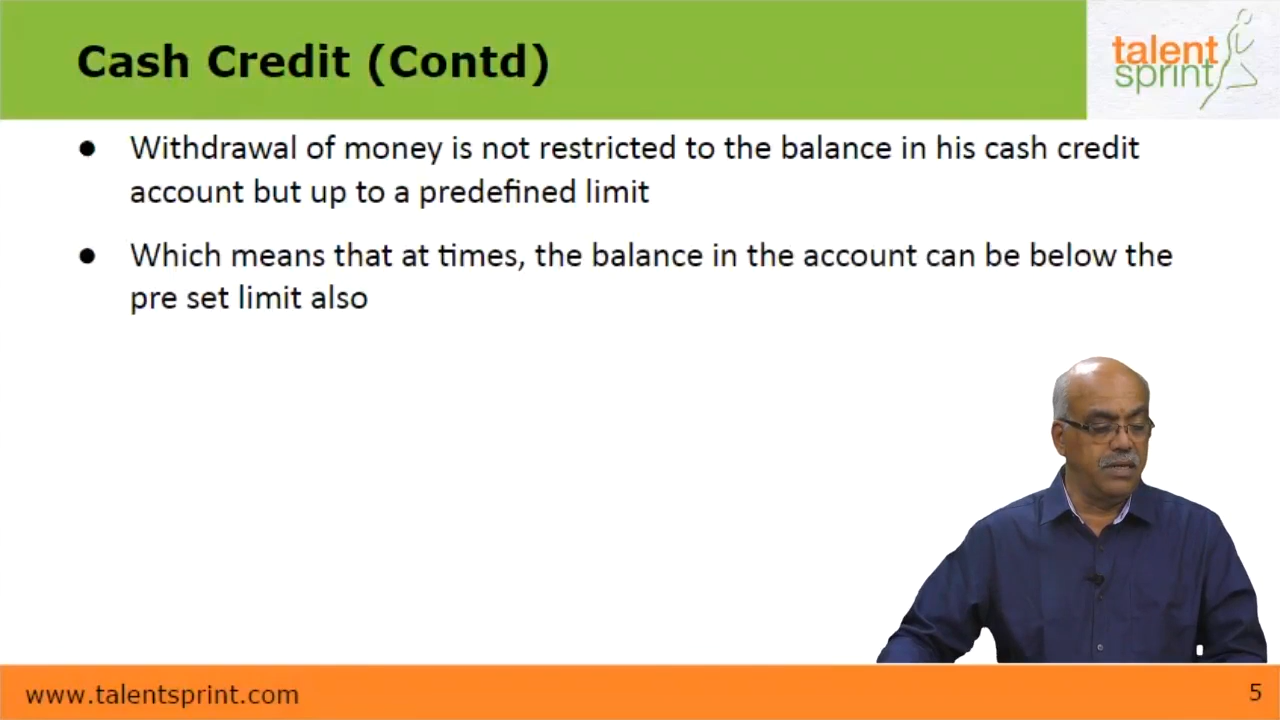 Cash Credit (Contd)
talent
sprint
● Withdrawal of money is not restricted to the balance in his cash credit
account but up to a predefined limit
● Which means that at times, the balance in the account can be below the
pre set limit also
www.talentsprint.com
5